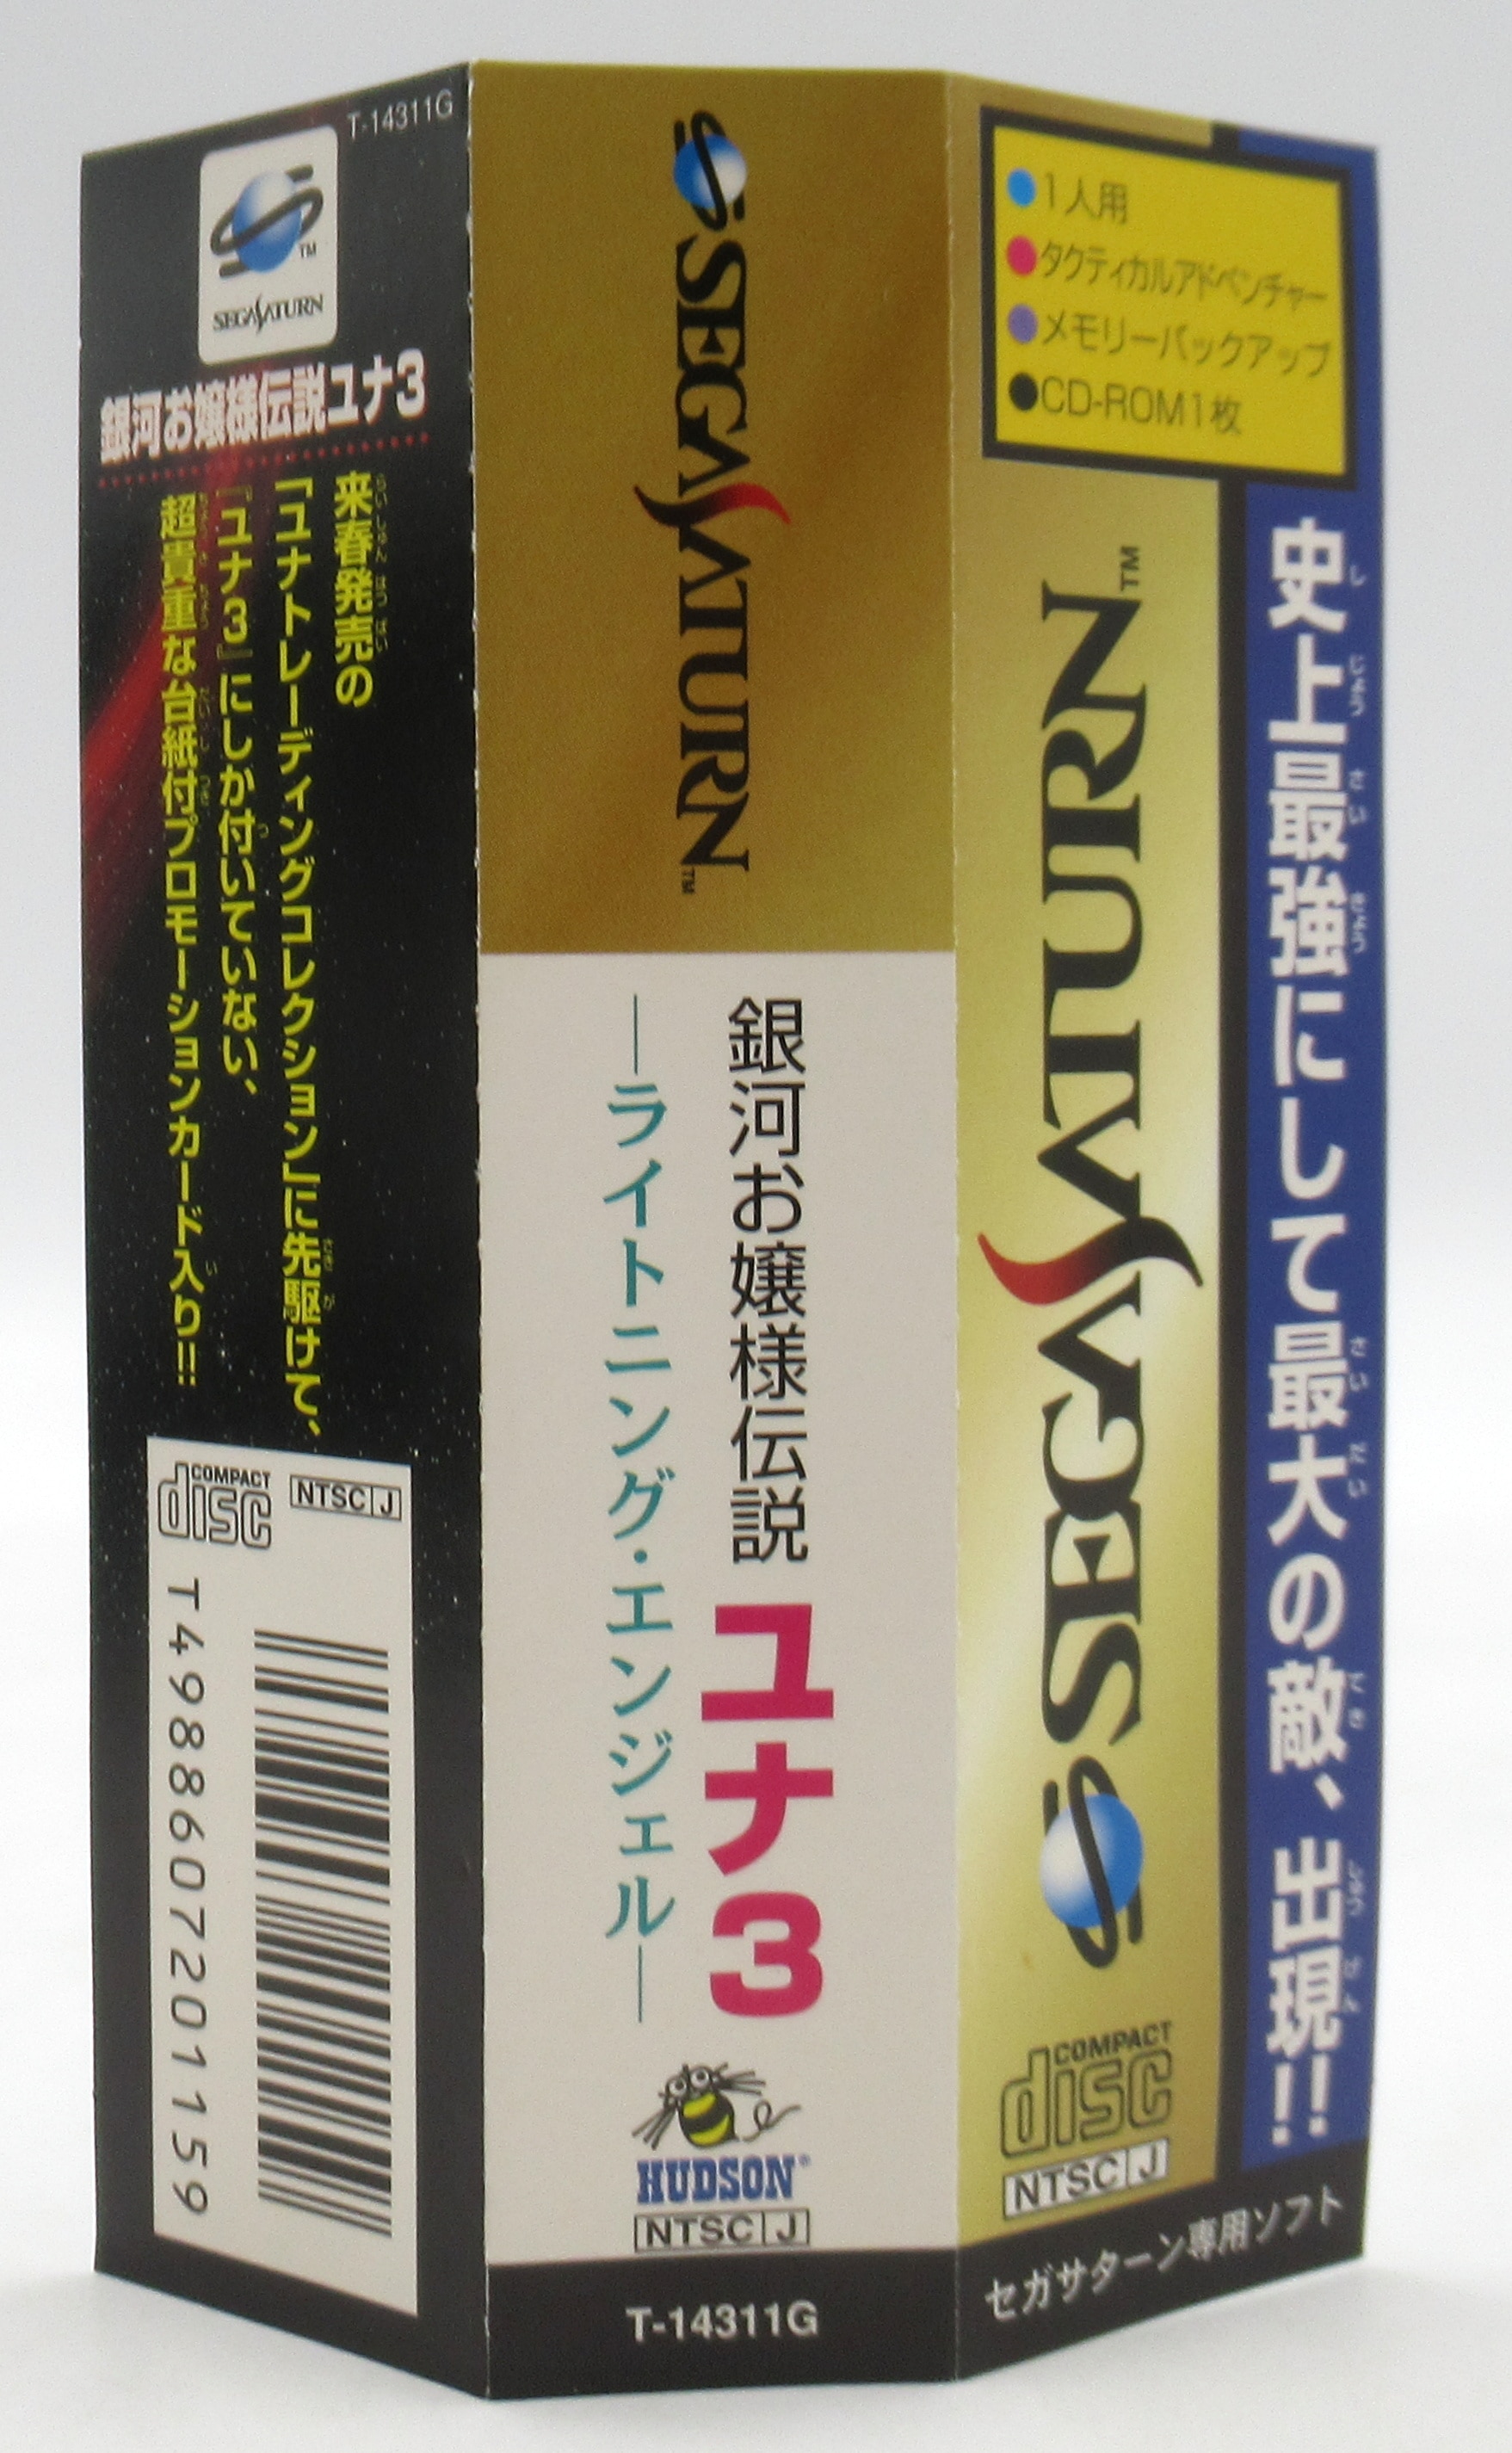 T-14311G
TM
SEGA SATURN
銀河お嬢様伝説ユナ3
来春発売の
「ユナトレーディングコレクション」に先駆けて、
『ユナ3』にしか付いていない、
超貴重な台紙付プロモーションカード入り!!
COMPACT
disc
NTSC J
T4988607201159
SEGA SATURN
TM
銀河お嬢様伝説
ユナ3
―ライトニング・エンジェル―
HUDSON®
NTSC J
T-14311G
●1人用
●タクティカルアドベンチャー
●メモリーバックアップ
●CD-ROM1枚
SEGA SATURN
TM
COMPACT
disc
NTSC J
史上最強にして最大の敵、出現!!
セガサターン専用ソフト